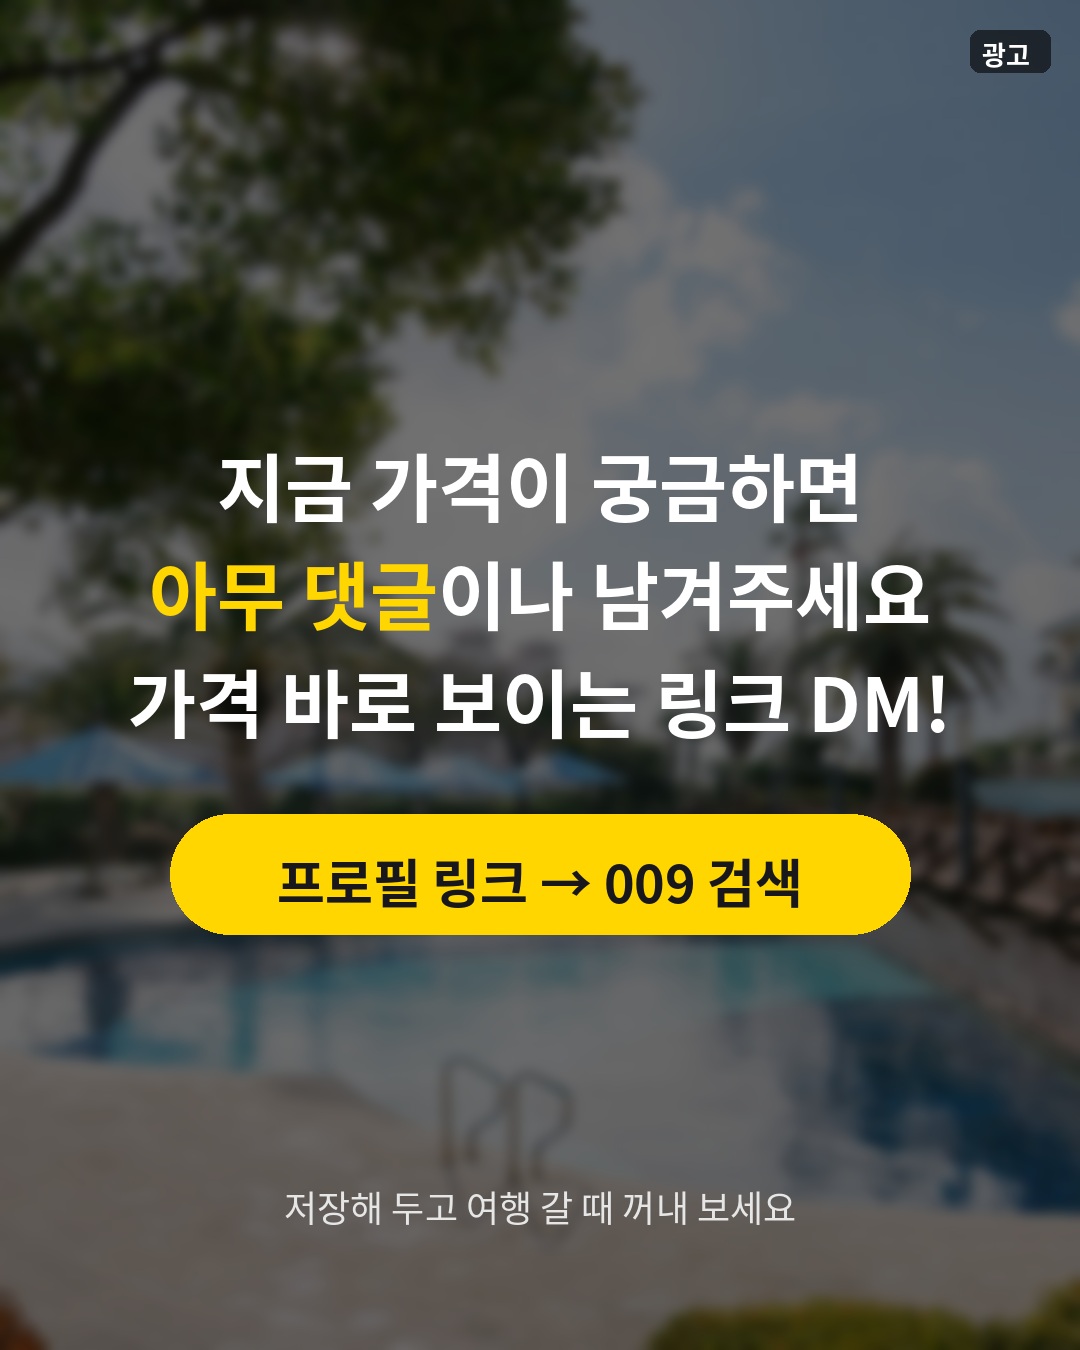 광고
지금 가격이 궁금하면
아무 댓글이나 남겨주세요
가격 바로 보이는 링크 DM!
프로필 링크 → 009 검색
저장해 두고 여행 갈 때 꺼내 보세요